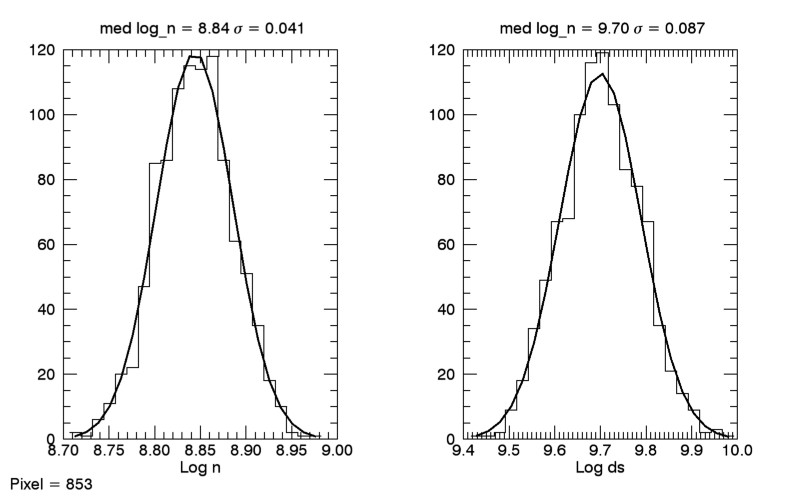 med log_n = 8.84 σ = 0.041
med log_n = 9.70 σ = 0.087
120
100
80
60
40
20
0
8.70 8.75 8.80 8.85 8.90 8.95 9.00
Log n
120
100
80
60
40
20
0
9.4 9.5 9.6 9.7 9.8 9.9 10.0
Log ds
Pixel = 853